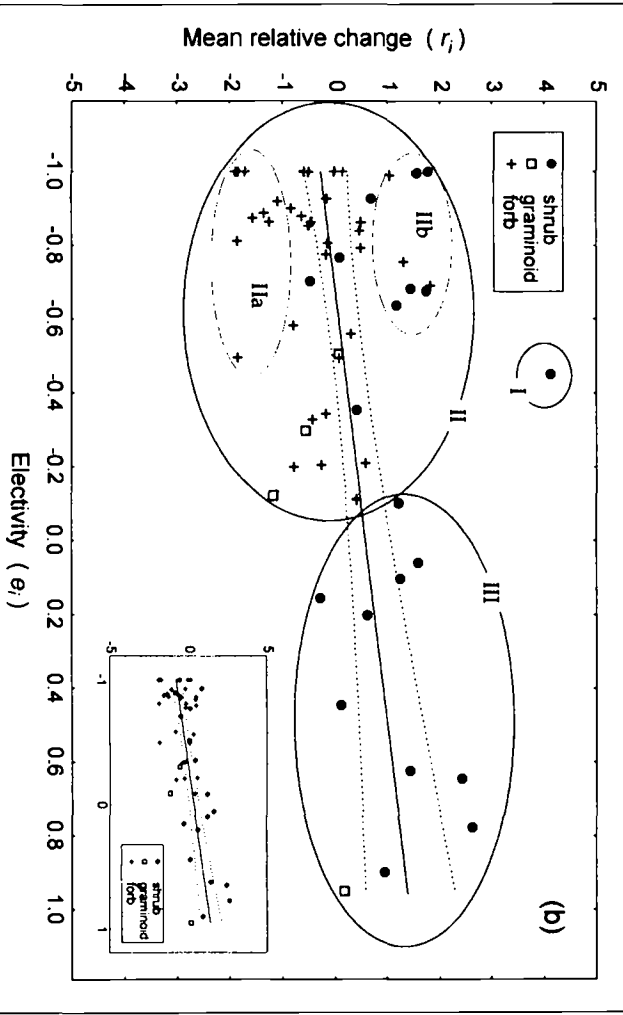 (b)
Mean relative change ( r_i )
5
4
3
2
1
0
-1
-2
-3
-4
-5
shrub
graminoid
forb
I
II
IIa
IIb
III
-1.0
-0.8
-0.6
-0.4
-0.2
0.0
0.2
0.4
0.6
0.8
1.0
Electivity ( e_i )
5
0
-5
-1
0
1
shrub
graminoid
forb